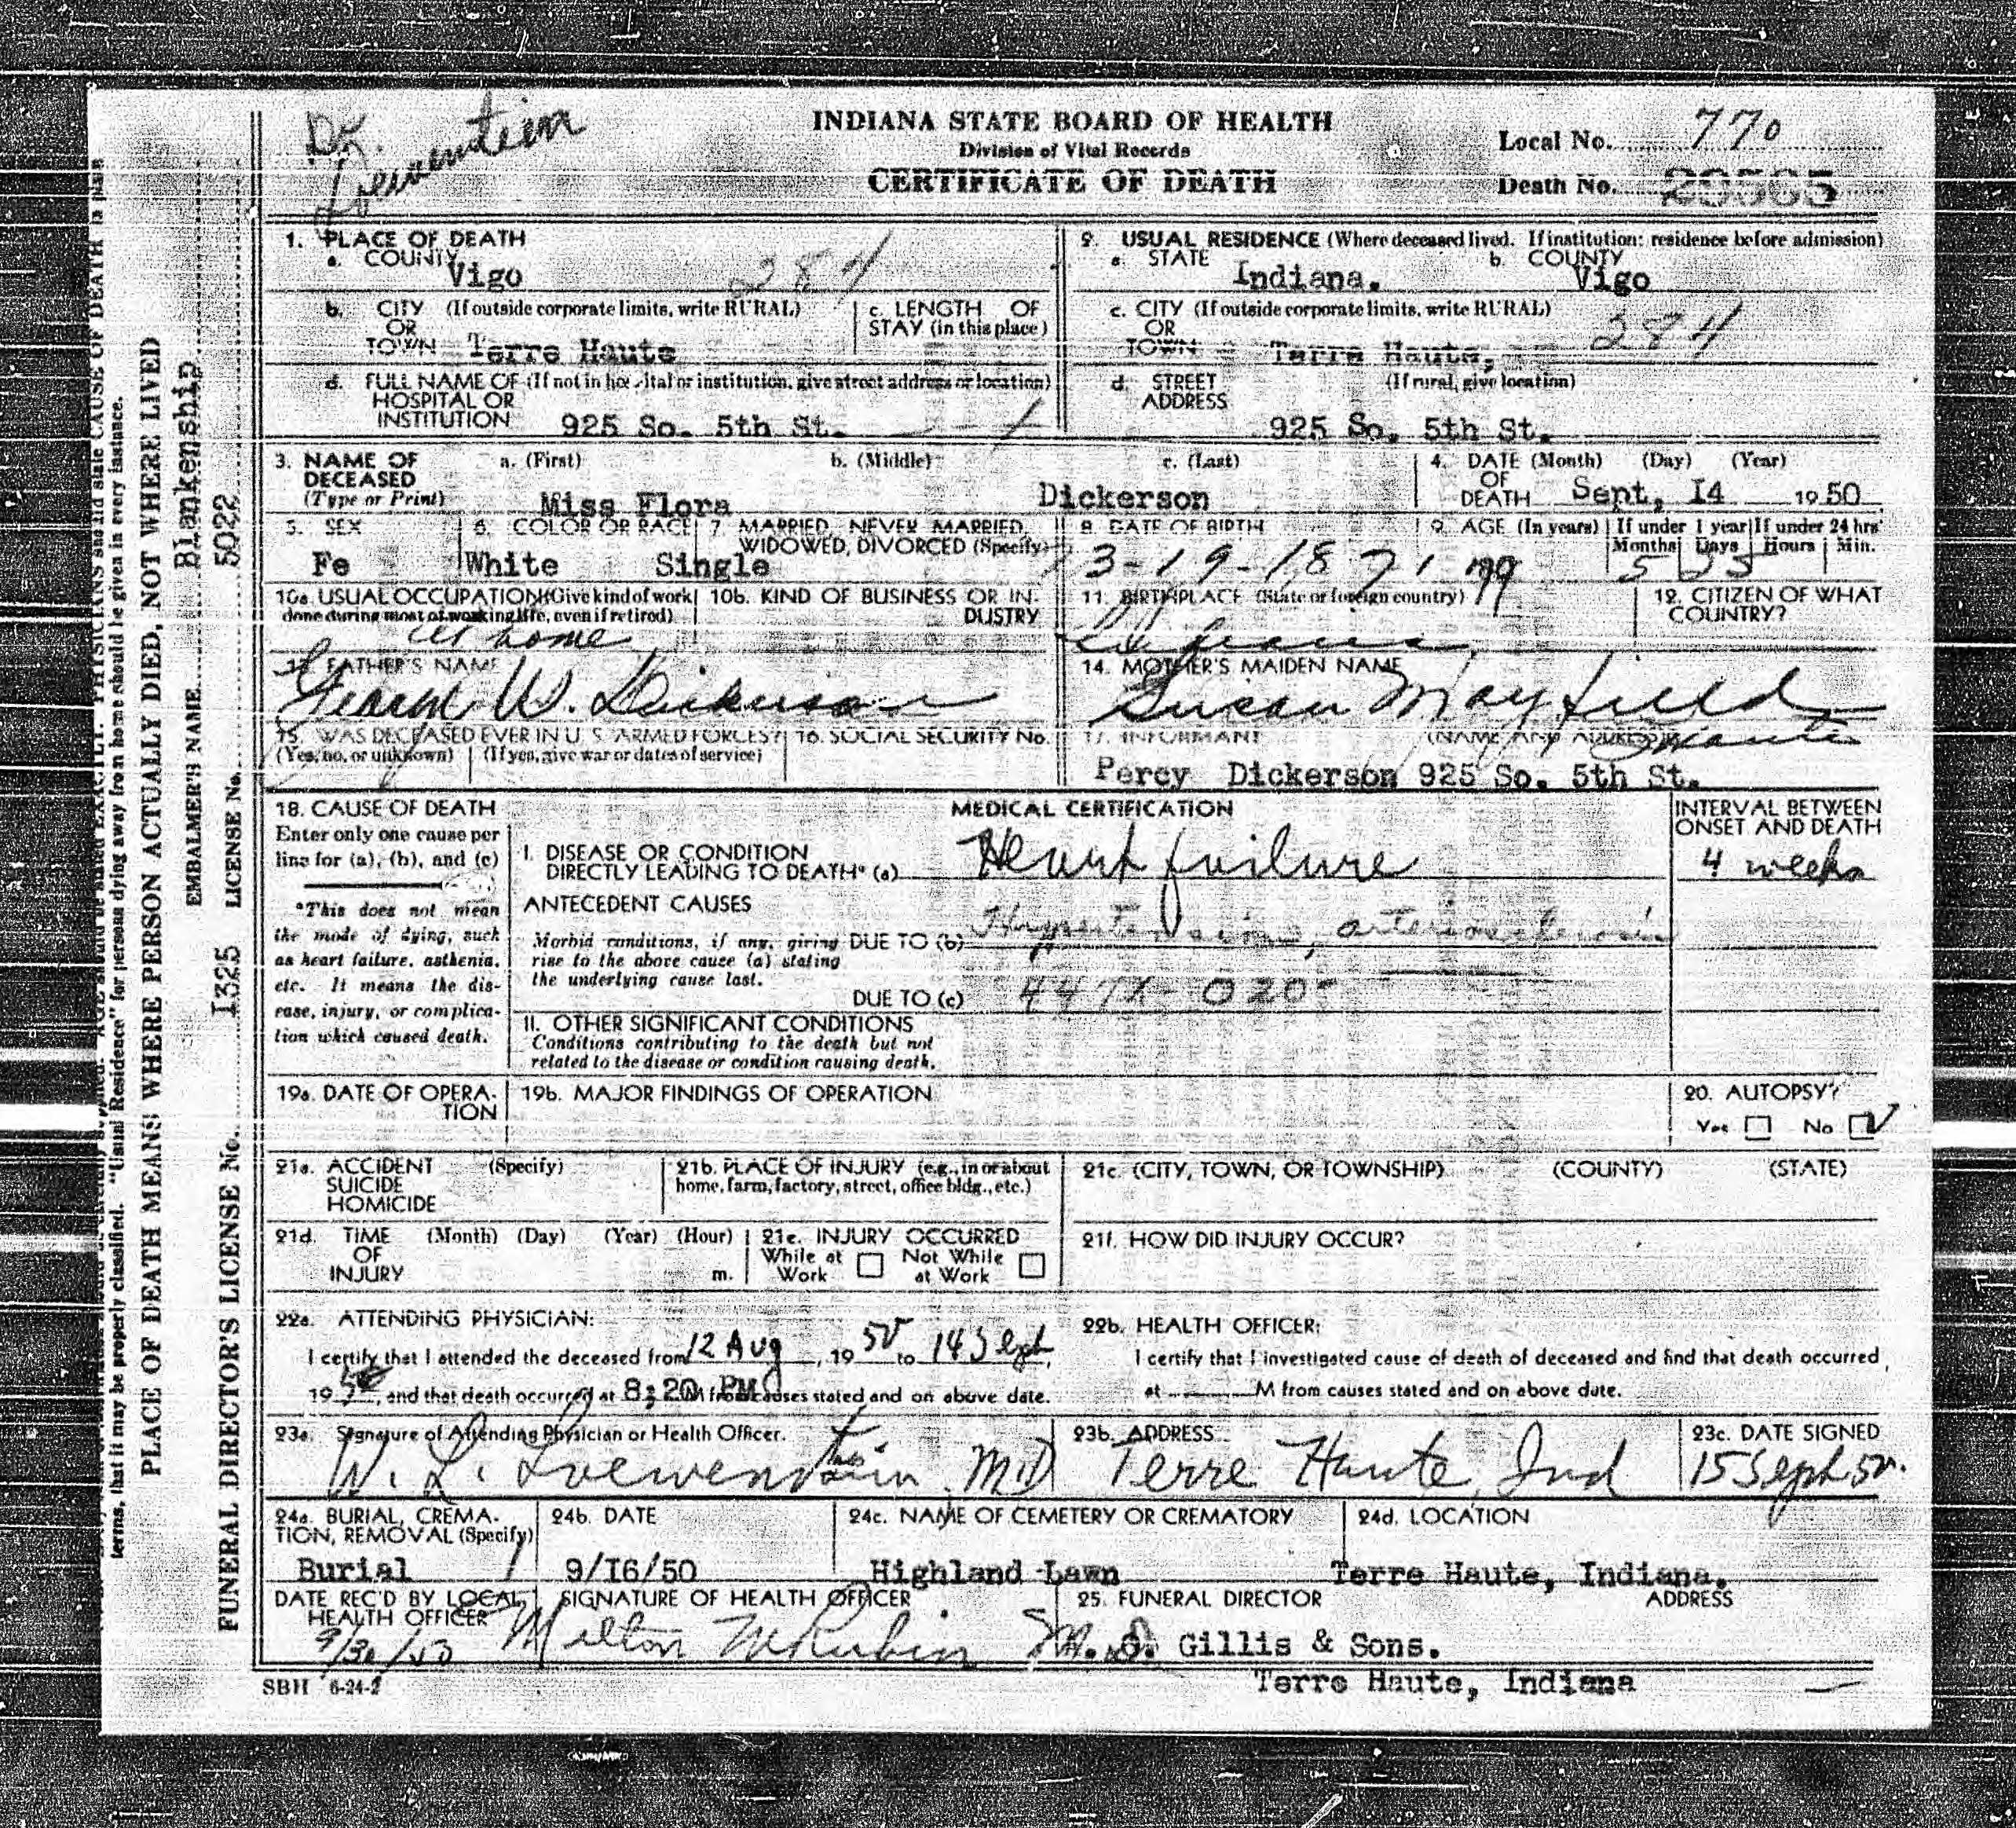 Dr. Loewenstein
INDIANA STATE BOARD OF HEALTH
Division of Vital Records
CERTIFICATE OF DEATH
Local No. 770
Death No.
1. PLACE OF DEATH
a. COUNTY Vigo 284
b. CITY (If outside corporate limits, write RURAL) OR TOWN Terre Haute
c. LENGTH OF STAY (in this place)
d. FULL NAME OF (If not in hospital or institution, give street address or location) HOSPITAL OR INSTITUTION 925 So. 5th St.
2. USUAL RESIDENCE (Where deceased lived. If institution: residence before admission)
a. STATE Indiana. b. COUNTY Vigo
c. CITY (If outside corporate limits, write RURAL) OR TOWN Terre Haute, 284
d. STREET ADDRESS (If rural, give location) 925 So. 5th St.
3. NAME OF DECEASED (Type or Print) a. (First) b. (Middle) c. (Last)
Miss Flora Dickerson
4. DATE OF DEATH (Month) (Day) (Year) Sept, I4 1950
5. SEX Fe
6. COLOR OR RACE White
7. MARRIED, NEVER MARRIED, WIDOWED, DIVORCED (Specify) Single
8. DATE OF BIRTH 3-19-1871
9. AGE (In years) 79 If under 1 year Months 5 Days If under 24 hrs Hours Min.
10a. USUAL OCCUPATION (Give kind of work done during most of working life, even if retired) At home
10b. KIND OF BUSINESS OR INDUSTRY
11. BIRTHPLACE (State or foreign country)
12. CITIZEN OF WHAT COUNTRY?
13. FATHER'S NAME George W. Dickerson
14. MOTHER'S MAIDEN NAME Susan Mayfield
15. WAS DECEASED EVER IN U. S. ARMED FORCES? (Yes, no, or unknown) (If yes, give war or dates of service)
16. SOCIAL SECURITY No.
17. INFORMANT (NAME AND ADDRESS)
Percy Dickerson 925 So. 5th St.
18. CAUSE OF DEATH
Enter only one cause per line for (a), (b), and (c)
*This does not mean the mode of dying, such as heart failure, asthenia, etc. It means the disease, injury, or complication which caused death.
MEDICAL CERTIFICATION
I. DISEASE OR CONDITION DIRECTLY LEADING TO DEATH* (a) Heart failure
INTERVAL BETWEEN ONSET AND DEATH 4 weeks
ANTECEDENT CAUSES
Morbid conditions, if any, giving rise to the above cause (a) stating the underlying cause last.
DUE TO (b) Hypertension, arteriosclerosis
DUE TO (c) 447X-020
II. OTHER SIGNIFICANT CONDITIONS
Conditions contributing to the death but not related to the disease or condition causing death.
19a. DATE OF OPERATION
19b. MAJOR FINDINGS OF OPERATION
20. AUTOPSY?
Yes No ✓
21a. ACCIDENT SUICIDE HOMICIDE (Specify)
21b. PLACE OF INJURY (e.g., in or about home, farm, factory, street, office bldg., etc.)
21c. (CITY, TOWN, OR TOWNSHIP) (COUNTY) (STATE)
21d. TIME OF INJURY (Month) (Day) (Year) (Hour) m.
21e. INJURY OCCURRED While at Work Not While at Work
21f. HOW DID INJURY OCCUR?
22a. ATTENDING PHYSICIAN:
I certify that I attended the deceased from 12 Aug, 19 50 to 14 Sept,
19 50, and that death occurred at 8:20 PM M from causes stated and on above date.
22b. HEALTH OFFICER:
I certify that I investigated cause of death of deceased and find that death occurred
at M from causes stated and on above date.
23a. Signature of Attending Physician or Health Officer.
W. L. Loewenstein M.D
23b. ADDRESS Terre Haute, Ind
23c. DATE SIGNED 15 Sept 50.
24a. BURIAL, CREMATION, REMOVAL (Specify) Burial
24b. DATE 9/I6/50
24c. NAME OF CEMETERY OR CREMATORY Highland Lawn
24d. LOCATION Terre Haute, Indiana.
DATE REC'D BY LOCAL HEALTH OFFICER
SIGNATURE OF HEALTH OFFICER
Milton
25. FUNERAL DIRECTOR ADDRESS
Gillis & Sons.
Terre Haute, Indiana
SBH 6-24-
terms, that it may be properly classified. "Usual Residence" for persons dying away from home should be given in every instance.
PLACE OF DEATH MEANS WHERE PERSON ACTUALLY DIED, NOT WHERE LIVED
EMBALMER'S NAME Blankenship
FUNERAL DIRECTOR'S LICENSE No. I325 LICENSE No. 5022